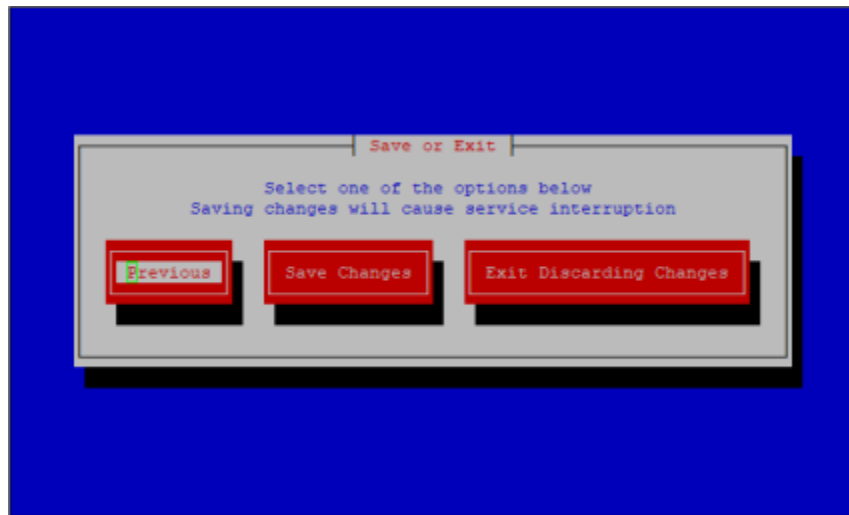 Save or Exit
Select one of the options below
Saving changes will cause service interruption
Previous Save Changes Exit Discarding Changes